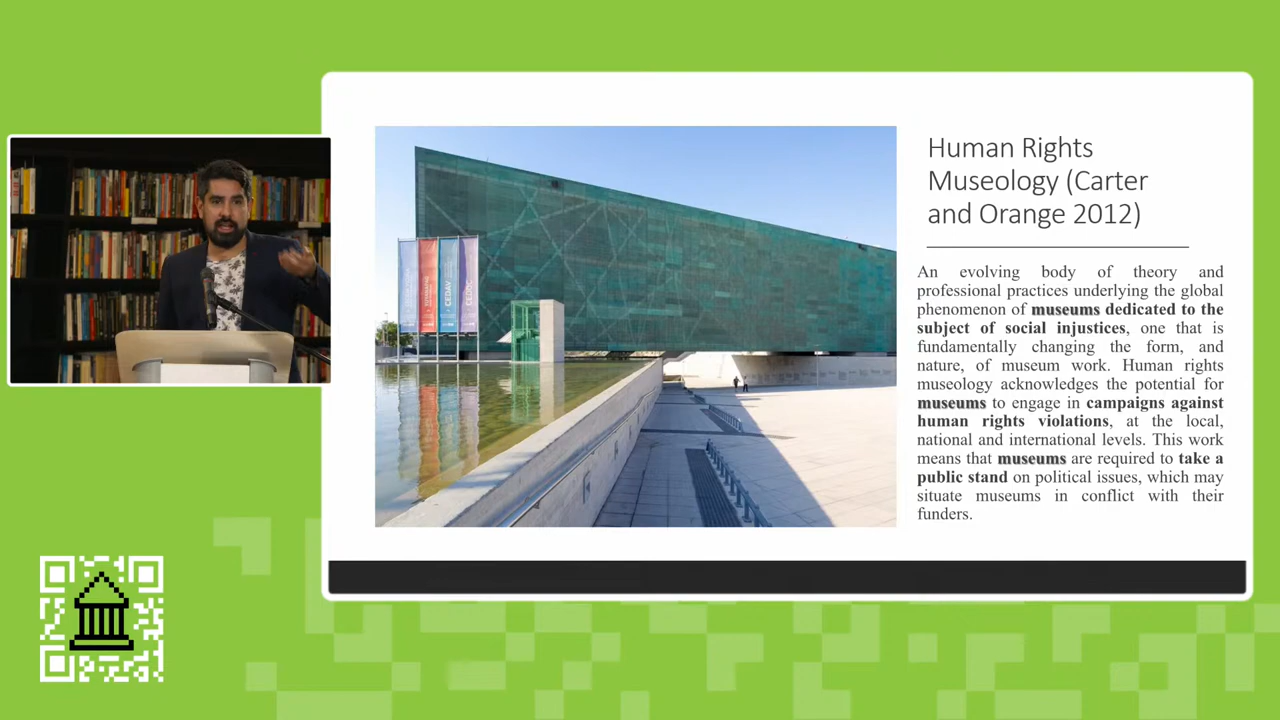 Human Rights
Museology (Carter
and Orange 2012)
An evolving body of theory and
professional practices underlying the global
phenomenon of museums dedicated to the
subject of social injustices, one that is
fundamentally changing the form, and
nature, of museum work. Human rights
museology acknowledges the potential for
museums to engage in campaigns against
human rights violations, at the local,
national and international levels. This work
means that museums are required to take a
public stand on political issues, which may
situate museums in conflict with their
funders.
CEDAV
CEDOC